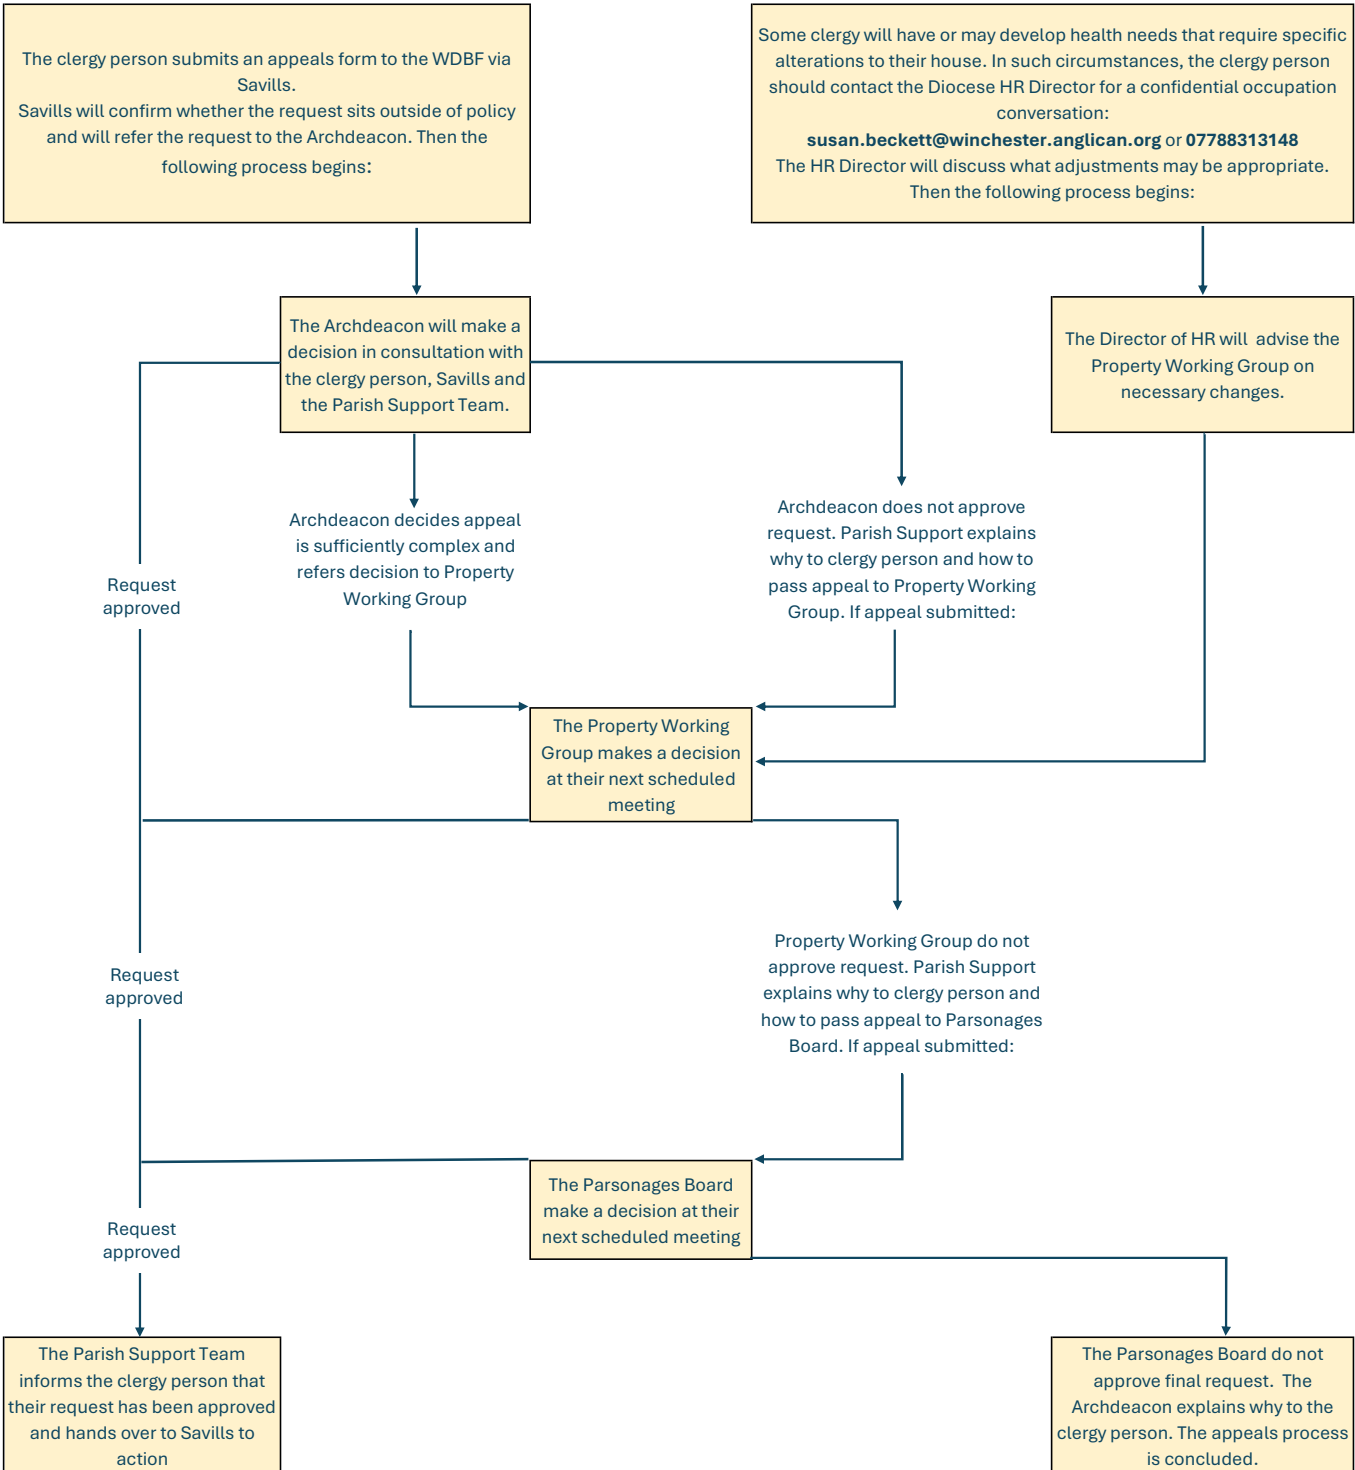 The clergy person submits an appeals form to the WDBF via
Savills.
Savills will confirm whether the request sits outside of policy
and will refer the request to the Archdeacon. Then the
following process begins:
Some clergy will have or may develop health needs that require specific
alterations to their house. In such circumstances, the clergy person
should contact the Diocese HR Director for a confidential occupation
conversation:
susan.beckett@winchester.anglican.org or 07788313148
The HR Director will discuss what adjustments may be appropriate.
Then the following process begins:
The Archdeacon will make a
decision in consultation with
the clergy person, Savills and
the Parish Support Team.
The Director of HR will advise the
Property Working Group on
necessary changes.
Archdeacon decides appeal
is sufficiently complex and
refers decision to Property
Working Group
Archdeacon does not approve
request. Parish Support explains
why to clergy person and how to
pass appeal to Property Working
Group. If appeal submitted:
Request
approved
The Property Working
Group makes a decision
at their next scheduled
meeting
Property Working Group do not
approve request. Parish Support
explains why to clergy person and
how to pass appeal to Parsonages
Board. If appeal submitted:
Request
approved
The Parsonages Board
make a decision at their
next scheduled meeting
Request
approved
The Parish Support Team
informs the clergy person that
their request has been approved
and hands over to Savills to
action
The Parsonages Board do not
approve final request. The
Archdeacon explains why to the
clergy person. The appeals process
is concluded.